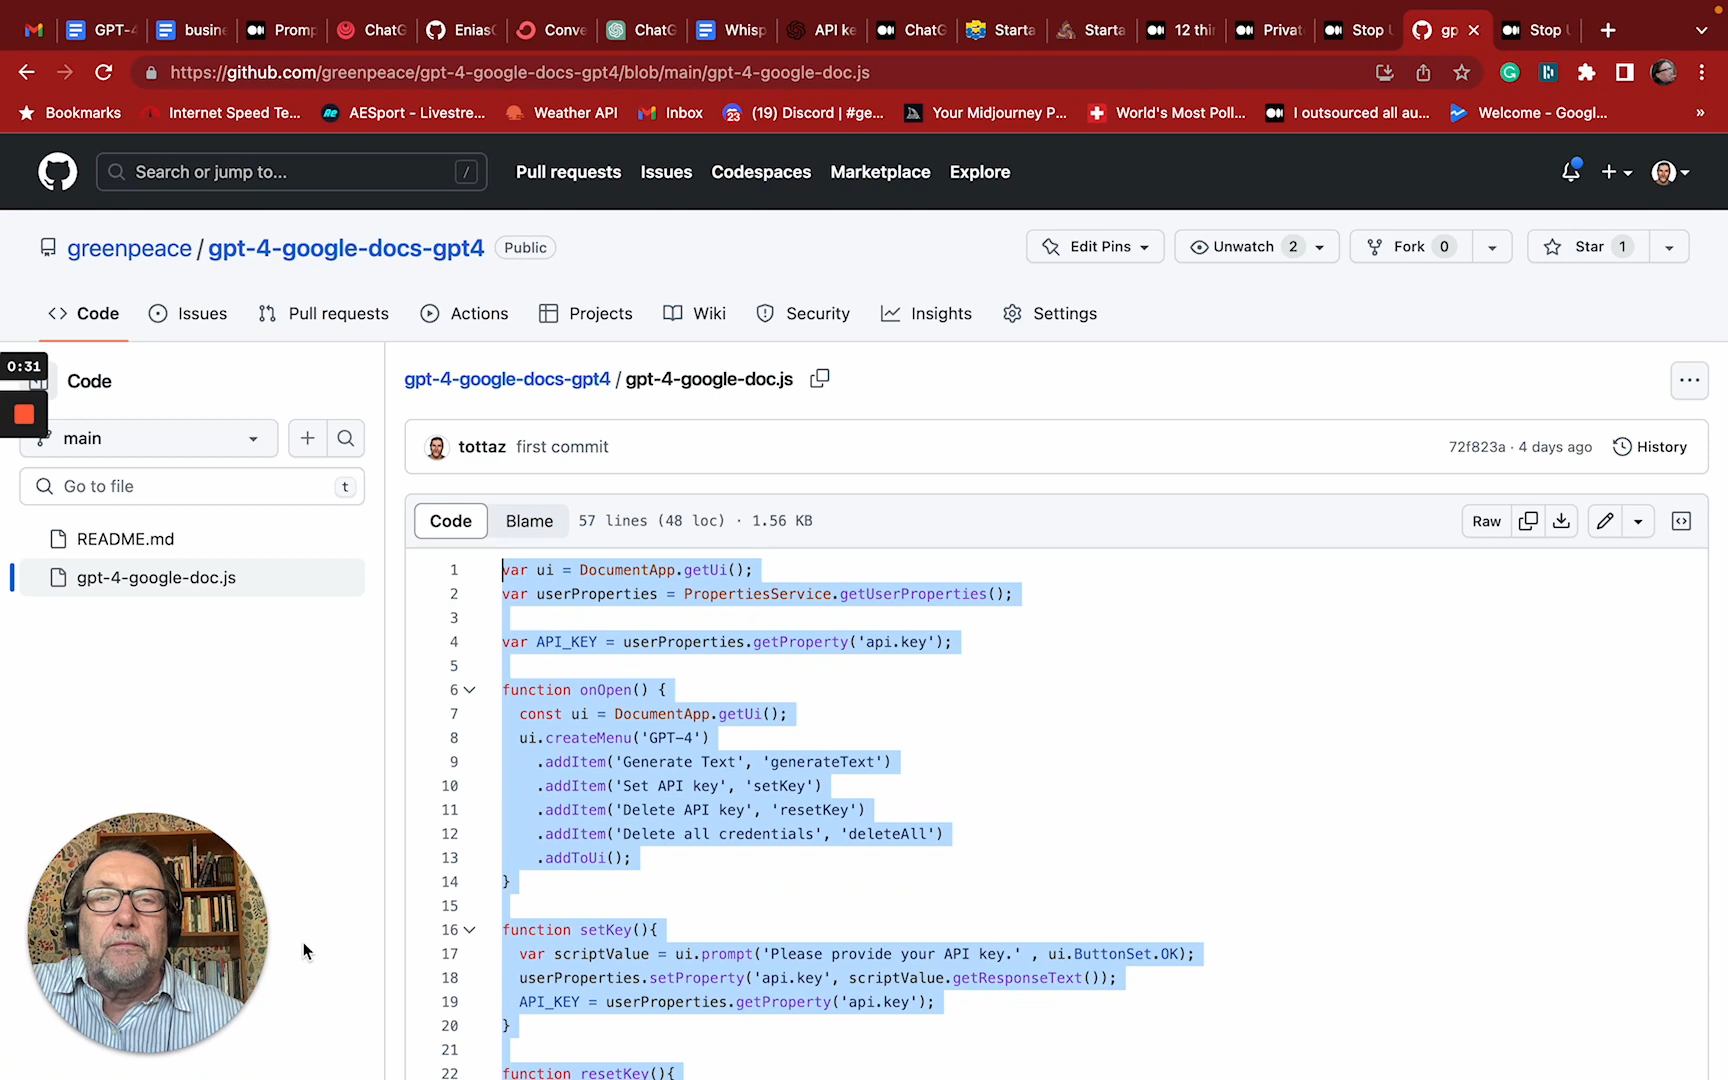 GPT-4
busine
Promp
ChatG
EniasC
Conve
ChatG
Whisp
API ke
ChatG
Starta
Starta
12 thi
Privat
Stop
gp
Stop
https://github.com/greenpeace/gpt-4-google-docs-gpt4/blob/main/gpt-4-google-doc.js
Bookmarks
Internet Speed Te...
AESport - Livestre...
Weather API
Inbox
23
(19) Discord | #ge...
Your Midjourney P...
World's Most Poll...
I outsourced all au...
Welcome - Googl...
»
Search or jump to...
/
Pull requests
Issues
Codespaces
Marketplace
Explore
greenpeace / gpt-4-google-docs-gpt4
Public
Edit Pins
Unwatch 2
Fork 0
Star 1
Code
Issues
Pull requests
Actions
Projects
Wiki
Security
Insights
Settings
0:31
Code
main
Go to file
t
README.md
gpt-4-google-doc.js
gpt-4-google-docs-gpt4 / gpt-4-google-doc.js
tottaz first commit
72f823a · 4 days ago
History
Code
Blame
57 lines (48 loc) · 1.56 KB
Raw
1 var ui = DocumentApp.getUi();
2 var userProperties = PropertiesService.getUserProperties();
3
4 var API_KEY = userProperties.getProperty('api.key');
5
6 function onOpen() {
7 const ui = DocumentApp.getUi();
8 ui.createMenu('GPT-4')
9 .addItem('Generate Text', 'generateText')
10 .addItem('Set API key', 'setKey')
11 .addItem('Delete API key', 'resetKey')
12 .addItem('Delete all credentials', 'deleteAll')
13 .addToUi();
14 }
15
16 function setKey(){
17 var scriptValue = ui.prompt('Please provide your API key.' , ui.ButtonSet.OK);
18 userProperties.setProperty('api.key', scriptValue.getResponseText());
19 API_KEY = userProperties.getProperty('api.key');
20 }
21
22 function resetKey(){